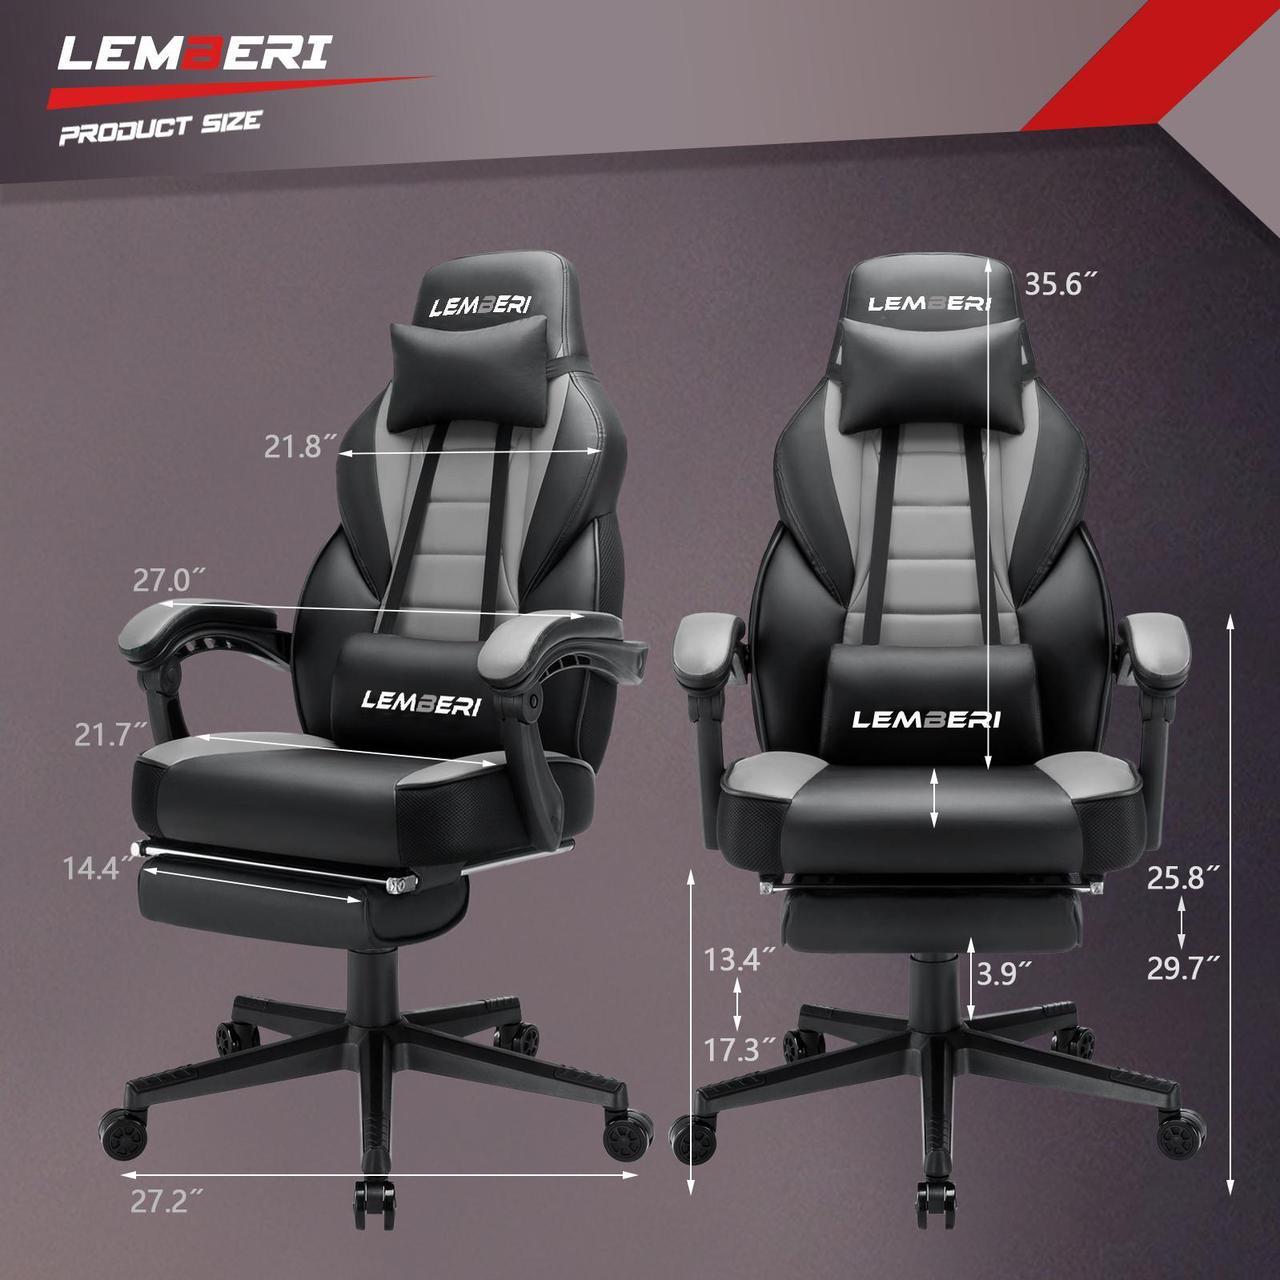 LEMBERI
PRODUCT SIZE
LEMBERI
LEMBERI
35.6″
21.8″
27.0″
LEMBERI
LEMBERI
21.7″
14.4″
25.8″
13.4″
3.9″
29.7″
17.3″
27.2″